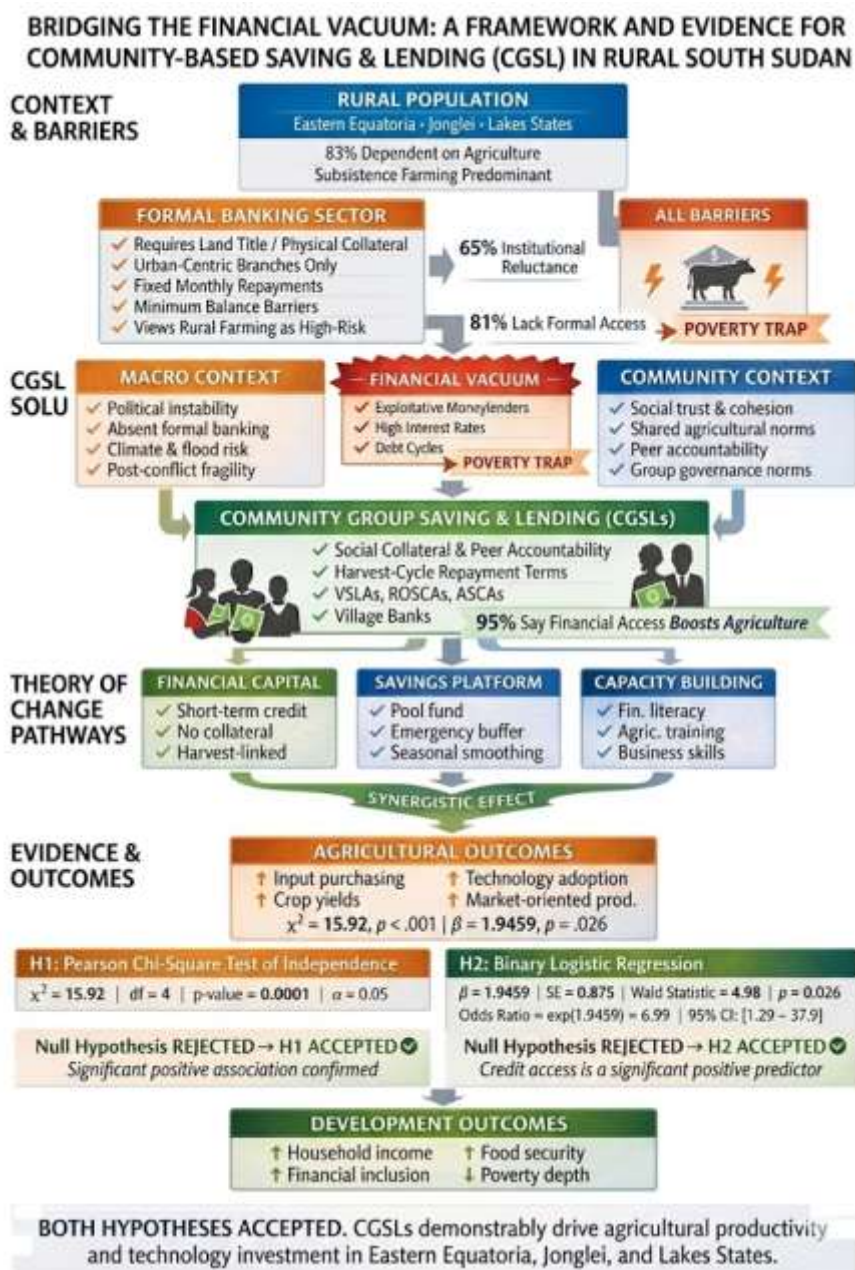 BRIDGING THE FINANCIAL VACUUM: A FRAMEWORK AND EVIDENCE FOR
COMMUNITY-BASED SAVING & LENDING (CGSL) IN RURAL SOUTH SUDAN
CONTEXT
& BARRIERS
RURAL POPULATION
Eastern Equatoria • Jonglei • Lakes States
83% Dependent on Agriculture
Subsistence Farming Predominant
FORMAL BANKING SECTOR
✓ Requires Land Title / Physical Collateral
✓ Urban-Centric Branches Only
✓ Fixed Monthly Repayments
✓ Minimum Balance Barriers
✓ Views Rural Farming as High-Risk
65% Institutional
Reluctance
ALL BARRIERS
$
81% Lack Formal Access
POVERTY TRAP
CGSL
SOLU
MACRO CONTEXT
✓ Political instability
✓ Absent formal banking
✓ Climate & flood risk
✓ Post-conflict fragility
FINANCIAL VACUUM
✓ Exploitative Moneylenders
✓ High Interest Rates
✓ Debt Cycles
POVERTY TRAP
COMMUNITY CONTEXT
✓ Social trust & cohesion
✓ Shared agricultural norms
✓ Peer accountability
✓ Group governance norms
COMMUNITY GROUP SAVING & LENDING (CGSLs)
✓ Social Collateral & Peer Accountability
✓ Harvest-Cycle Repayment Terms
✓ VSLAs, ROSCAs, ASCAs
✓ Village Banks
95% Say Financial Access Boosts Agriculture
THEORY OF
CHANGE
PATHWAYS
FINANCIAL CAPITAL
✓ Short-term credit
✓ No collateral
✓ Harvest-linked
SAVINGS PLATFORM
✓ Pool fund
✓ Emergency buffer
✓ Seasonal smoothing
CAPACITY BUILDING
✓ Fin. literacy
✓ Agric. training
✓ Business skills
SYNERGISTIC EFFECT
EVIDENCE &
OUTCOMES
AGRICULTURAL OUTCOMES
↑ Input purchasing ↑ Technology adoption
↑ Crop yields ↑ Market-oriented prod.
χ² = 15.92, p < .001 | β = 1.9459, p = .026
H1: Pearson Chi-Square Test of Independence
χ² = 15.92 | df = 4 | p-value = 0.0001 | α = 0.05
Null Hypothesis REJECTED → H1 ACCEPTED ✓
Significant positive association confirmed
H2: Binary Logistic Regression
β = 1.9459 | SE = 0.875 | Wald Statistic = 4.98 | p = 0.026
Odds Ratio = exp(1.9459) = 6.99 | 95% CI: [1.29 – 37.9]
Null Hypothesis REJECTED → H2 ACCEPTED ✓
Credit access is a significant positive predictor
DEVELOPMENT OUTCOMES
↑ Household income ↑ Food security
↑ Financial inclusion ↓ Poverty depth
BOTH HYPOTHESES ACCEPTED. CGSLs demonstrably drive agricultural productivity
and technology investment in Eastern Equatoria, Jonglei, and Lakes States.